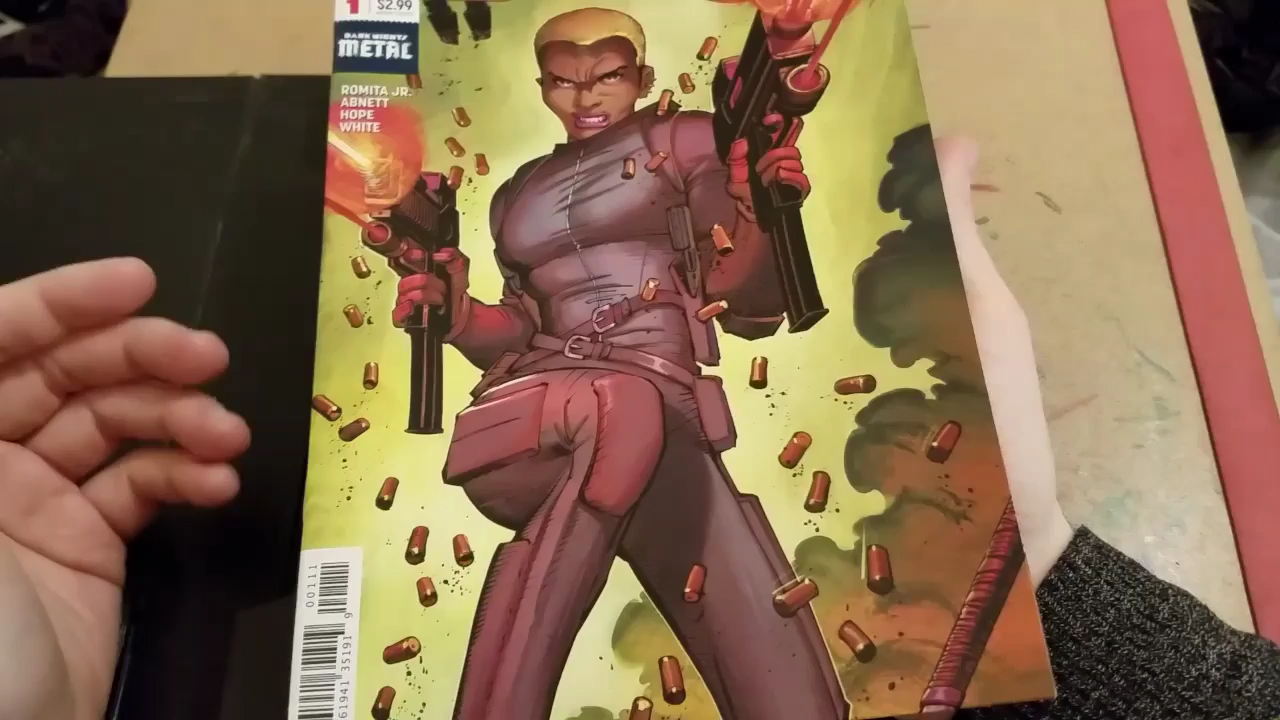 1
$2.99
DARK NIGHTS
METAL
ROMITA JR.
ABNETT
HOPE
WHITE
00111
61941 35191 9